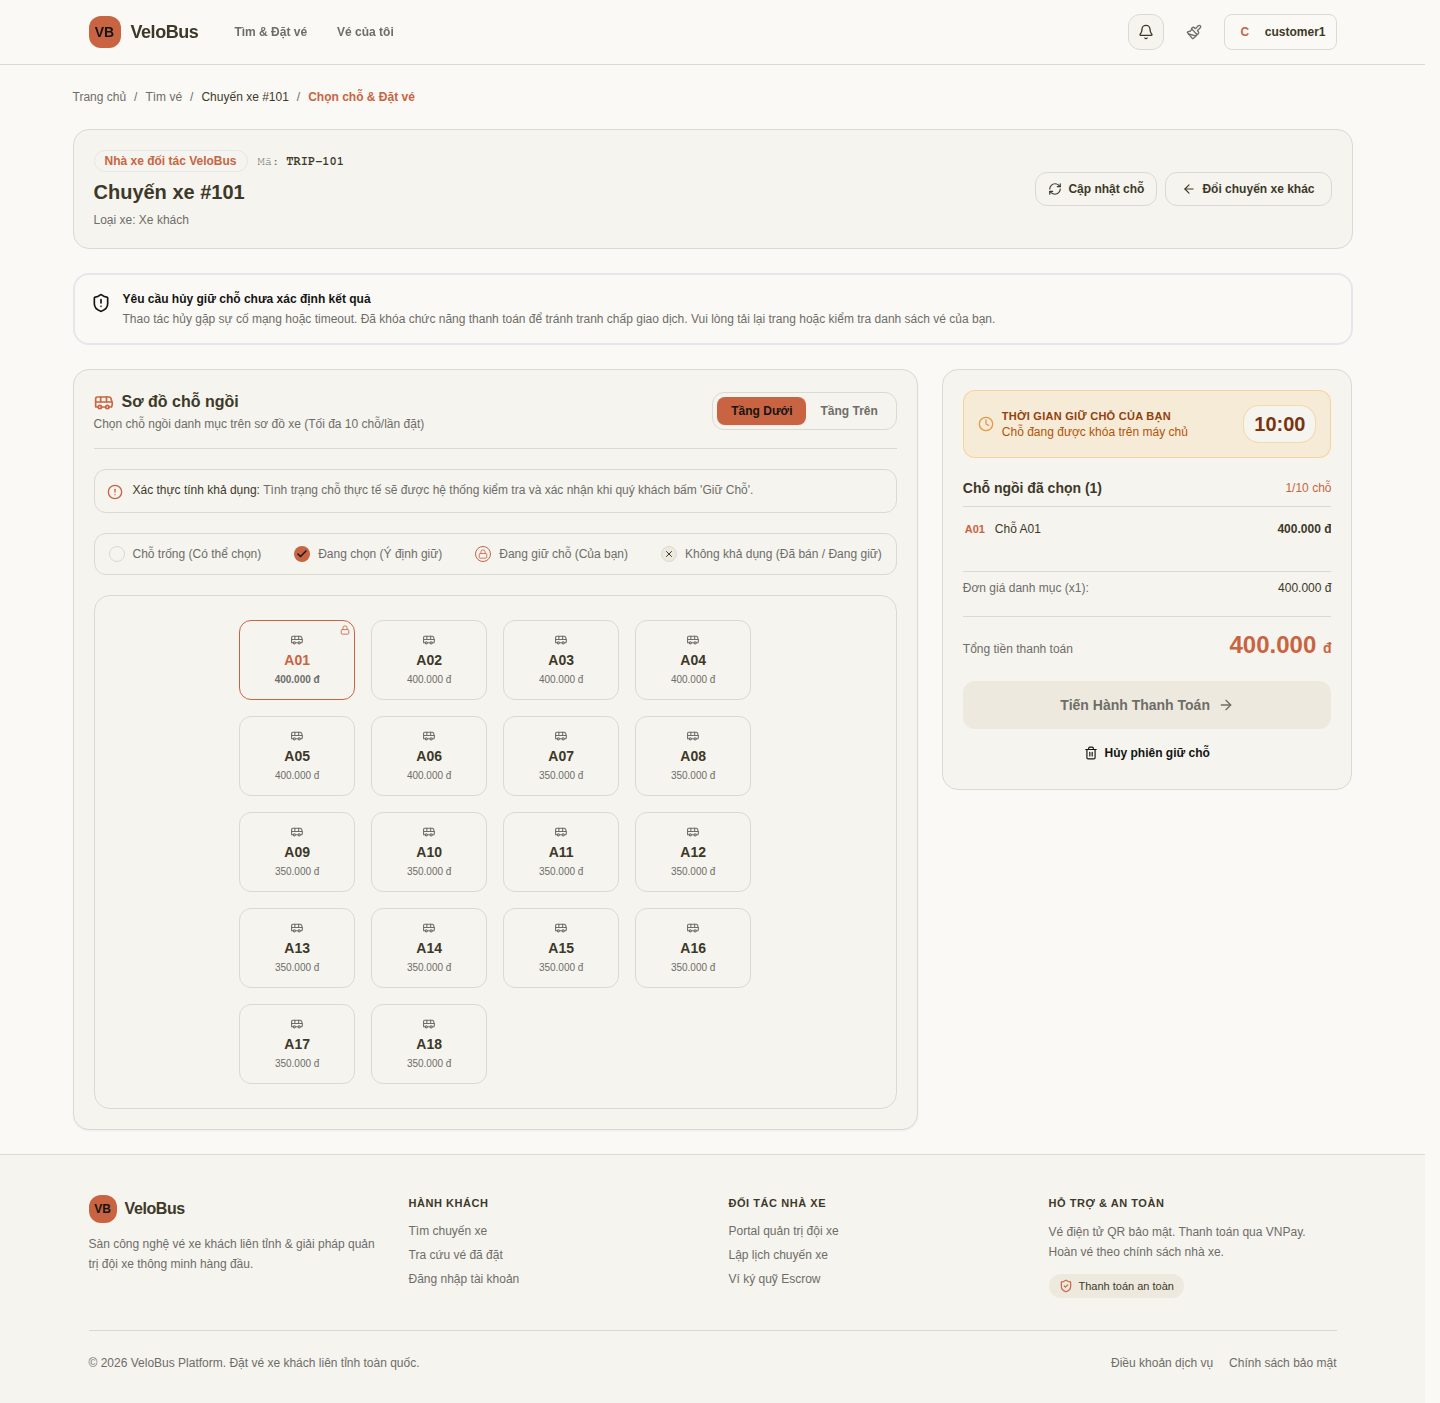 VB VeloBus Tìm & Đặt vé Vé của tôi C customer1
Trang chủ / Tìm vé / Chuyến xe #101 / Chọn chỗ & Đặt vé
Nhà xe đối tác VeloBus Mã: TRIP-101
Chuyến xe #101
Loại xe: Xe khách
Cập nhật chỗ Đổi chuyến xe khác
Yêu cầu hủy giữ chỗ chưa xác định kết quả
Thao tác hủy gặp sự cố mạng hoặc timeout. Đã khóa chức năng thanh toán để tránh tranh chấp giao dịch. Vui lòng tải lại trang hoặc kiểm tra danh sách vé của bạn.
Sơ đồ chỗ ngồi
Chọn chỗ ngồi danh mục trên sơ đồ xe (Tối đa 10 chỗ/lần đặt)
Tầng Dưới Tầng Trên
Xác thực tính khả dụng: Tình trạng chỗ thực tế sẽ được hệ thống kiểm tra và xác nhận khi quý khách bấm 'Giữ Chỗ'.
Chỗ trống (Có thể chọn) Đang chọn (Ý định giữ) Đang giữ chỗ (Của bạn) Không khả dụng (Đã bán / Đang giữ)
A01 A02 A03 A04
400.000 đ 400.000 đ 400.000 đ 400.000 đ
A05 A06 A07 A08
400.000 đ 400.000 đ 350.000 đ 350.000 đ
A09 A10 A11 A12
350.000 đ 350.000 đ 350.000 đ 350.000 đ
A13 A14 A15 A16
350.000 đ 350.000 đ 350.000 đ 350.000 đ
A17 A18
350.000 đ 350.000 đ
THỜI GIAN GIỮ CHỖ CỦA BẠN
Chỗ đang được khóa trên máy chủ
10:00
Chỗ ngồi đã chọn (1) 1/10 chỗ
A01 Chỗ A01 400.000 đ
Đơn giá danh mục (x1): 400.000 đ
Tổng tiền thanh toán 400.000 đ
Tiến Hành Thanh Toán
Hủy phiên giữ chỗ
VB VeloBus
Sàn công nghệ vé xe khách liên tỉnh & giải pháp quản
trị đội xe thông minh hàng đầu.
HÀNH KHÁCH
Tìm chuyến xe
Tra cứu vé đã đặt
Đăng nhập tài khoản
ĐỐI TÁC NHÀ XE
Portal quản trị đội xe
Lập lịch chuyến xe
Ví ký quỹ Escrow
HỖ TRỢ & AN TOÀN
Vé điện tử QR bảo mật. Thanh toán qua VNPay.
Hoàn vé theo chính sách nhà xe.
Thanh toán an toàn
© 2026 VeloBus Platform. Đặt vé xe khách liên tỉnh toàn quốc.
Điều khoản dịch vụ Chính sách bảo mật